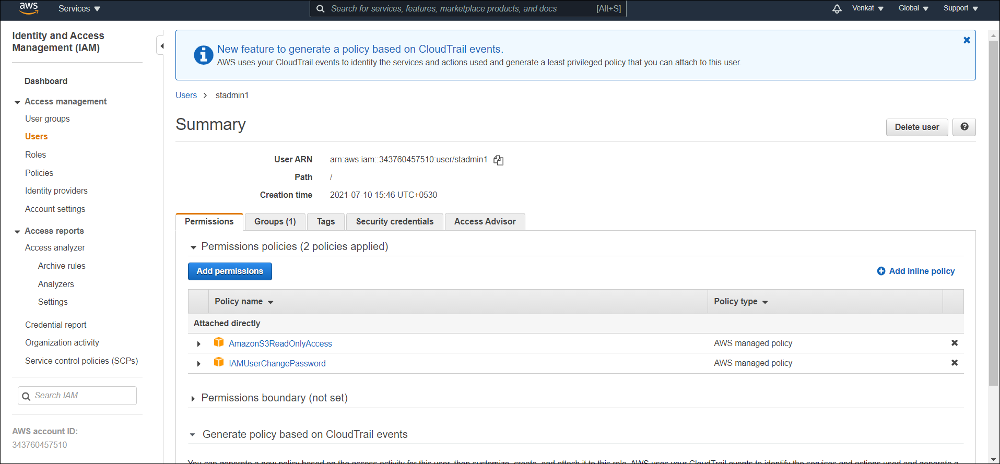 aws
Services
Search for services, features, marketplace products, and docs [Alt+S]
Venkat
Global
Support
Identity and Access
Management (IAM)
Dashboard
Access management
User groups
Users
Roles
Policies
Identity providers
Account settings
Access reports
Access analyzer
Archive rules
Analyzers
Settings
Credential report
Organization activity
Service control policies (SCPs)
Search IAM
AWS account ID:
343760457510
New feature to generate a policy based on CloudTrail events.
AWS uses your CloudTrail events to identity the services and actions used and generate a least privileged policy that you can attach to this user.
Users > stadmin1
Summary
Delete user
User ARN arn:aws:iam::343760457510:user/stadmin1
Path /
Creation time 2021-07-10 15:46 UTC+0530
Permissions Groups (1) Tags Security credentials Access Advisor
Permissions policies (2 policies applied)
Add permissions
Add inline policy
Policy name Policy type
Attached directly
AmazonS3ReadOnlyAccess AWS managed policy
IAMUserChangePassword AWS managed policy
Permissions boundary (not set)
Generate policy based on CloudTrail events
You can generate a new policy based on the access activity for this user, then customize, create, and attach it to this role. AWS uses your CloudTrail events to identify the services and actions used and generate a